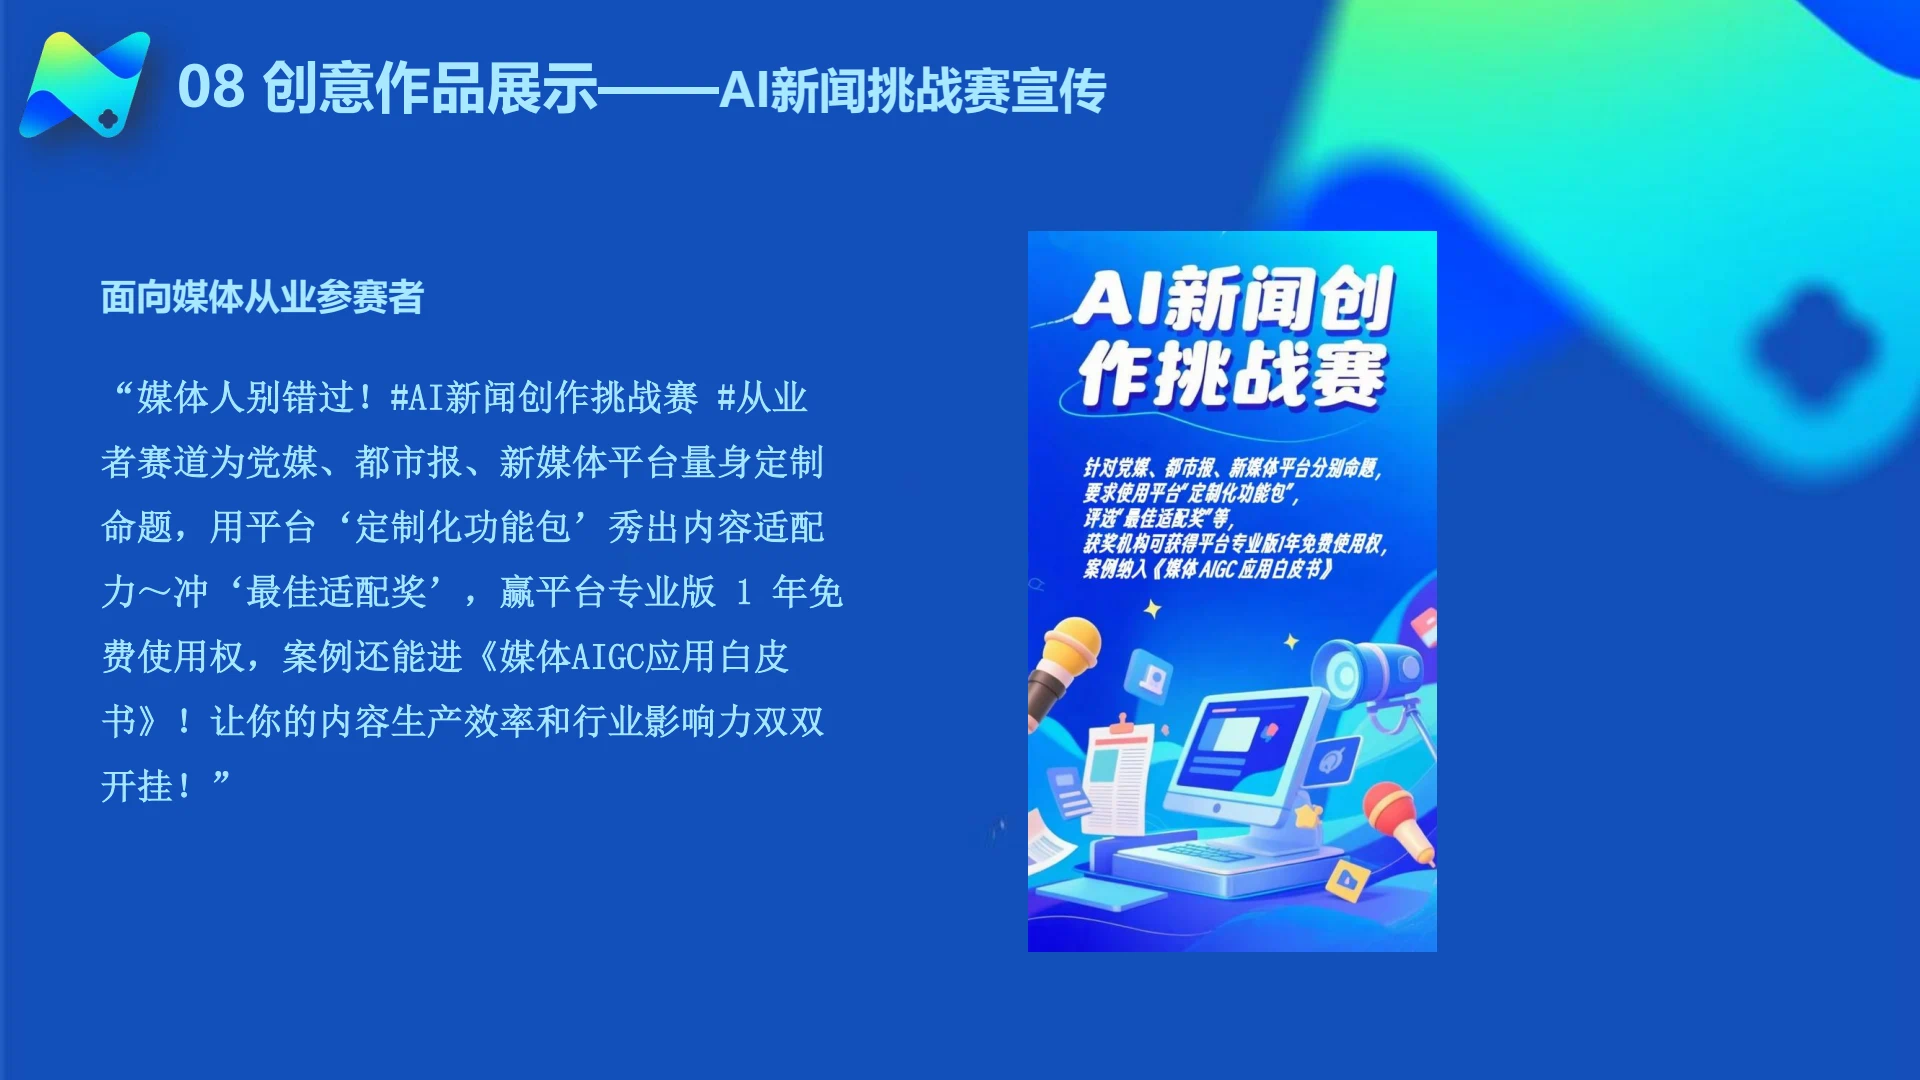 08 创意作品展示——AI新闻挑战赛宣传
面向媒体从业参赛者
“媒体人别错过！#AI新闻创作挑战赛 #从业
者赛道为党媒、都市报、新媒体平台量身定制
命题，用平台‘定制化功能包’秀出内容适配
力～冲‘最佳适配奖’，赢平台专业版 1 年免
费使用权，案例还能进《媒体AIGC应用白皮
书》！让你的内容生产效率和行业影响力双双
开挂！”
AI新闻创
作挑战赛
针对党媒、都市报、新媒体平台分别命题，
要求使用平台“定制化功能包”，
评选“最佳适配奖”等，
获奖机构可获得平台专业版1年免费使用权，
案例纳入《媒体 AIGC 应用白皮书》